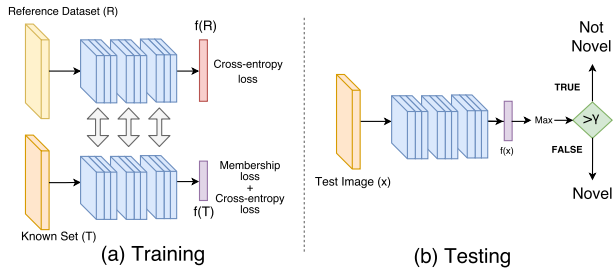 Reference Dataset (R)
f(R)
Cross-entropy
loss
Membership
loss
+
Cross-entropy
loss
f(T)
Known Set (T)
(a) Training
Not
Novel
TRUE
Max
>γ
f(x)
FALSE
Test Image (x)
Novel
(b) Testing